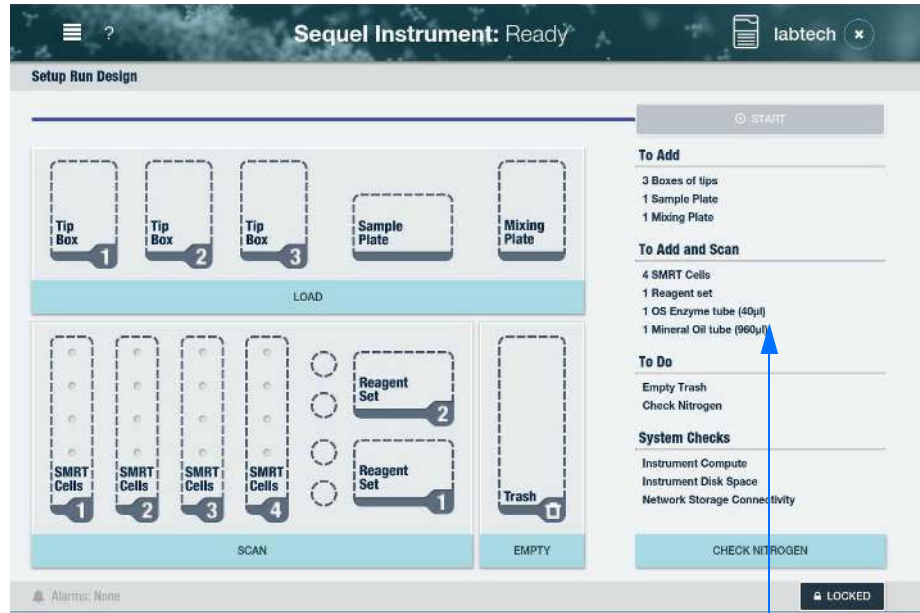 ?
Sequel Instrument: Ready
labtech
Setup Run Design
START
Tip Box 1
Tip Box 2
Tip Box 3
Sample Plate
Mixing Plate
LOAD
SMRT Cells 1
SMRT Cells 2
SMRT Cells 3
SMRT Cells 4
Reagent Set 2
Reagent Set 1
SCAN
Trash
EMPTY
To Add
3 Boxes of tips
1 Sample Plate
1 Mixing Plate
To Add and Scan
4 SMRT Cells
1 Reagent set
1 OS Enzyme tube (40µl)
1 Mineral Oil tube (960µl)
To Do
Empty Trash
Check Nitrogen
System Checks
Instrument Compute
Instrument Disk Space
Network Storage Connectivity
CHECK NITROGEN
Alarms: None
LOCKED